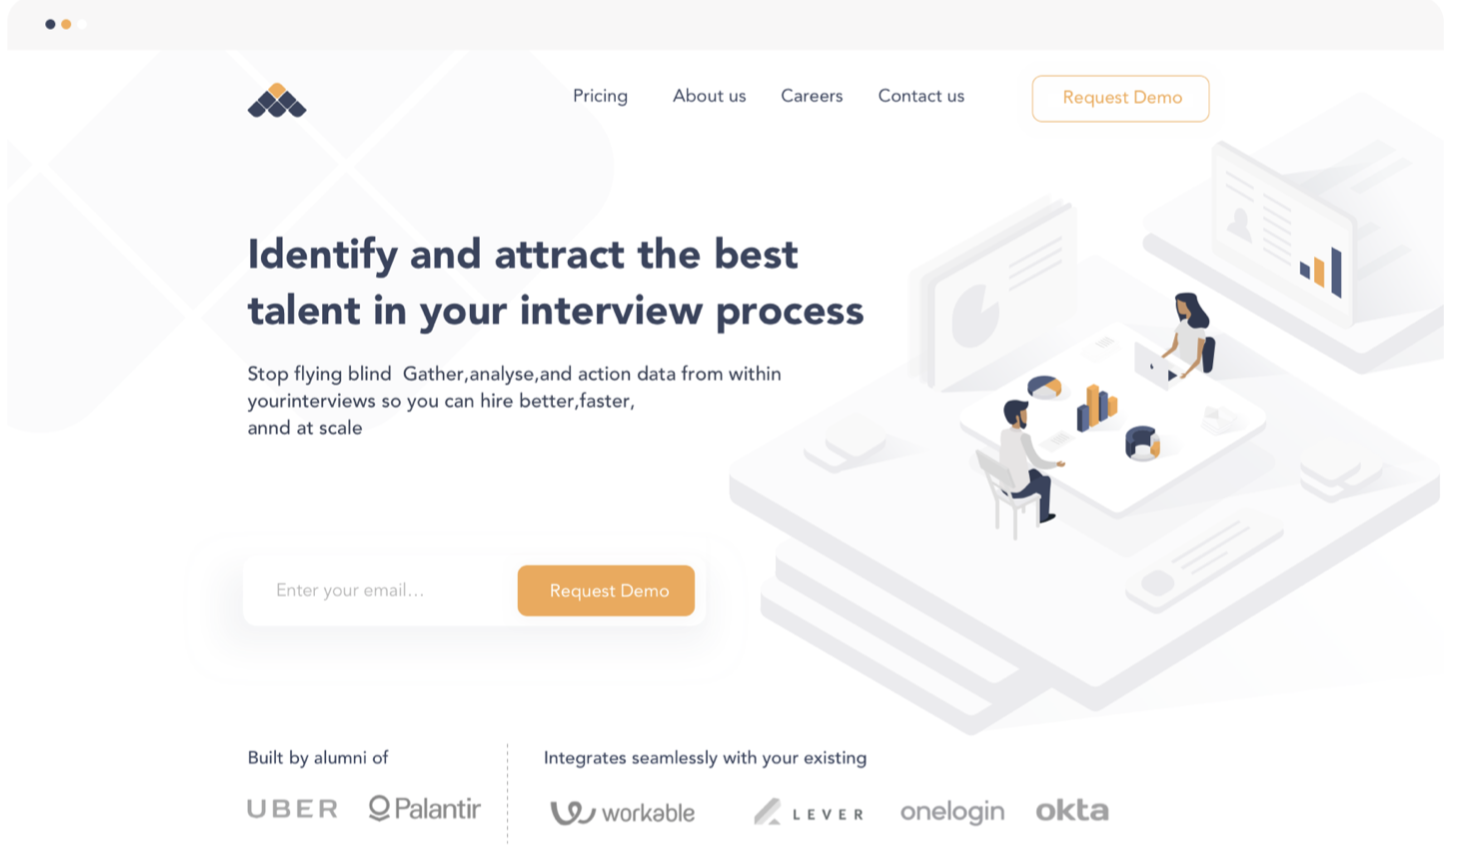 Pricing About us Careers Contact us Request Demo
Identify and attract the best
talent in your interview process
Stop flying blind Gather,analyse,and action data from within
yourinterviews so you can hire better,faster,
annd at scale
Enter your email... Request Demo
Built by alumni of
UBER Palantir
Integrates seamlessly with your existing
workable LEVER onelogin okta